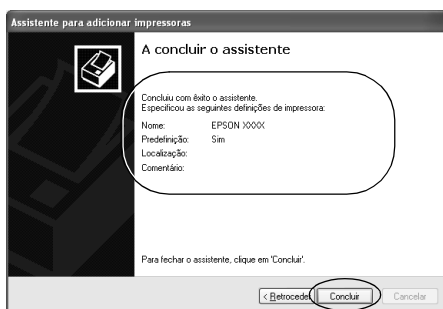 Assistente para adicionar impressoras
A concluir o assistente
Concluiu com êxito o assistente.
Especificou as seguintes definições de impressora:
Nome: EPSON XXXX
Predefinição: Sim
Localização:
Comentário:
Para fechar o assistente, clique em 'Concluir'.
< Retroceder Concluir Cancelar